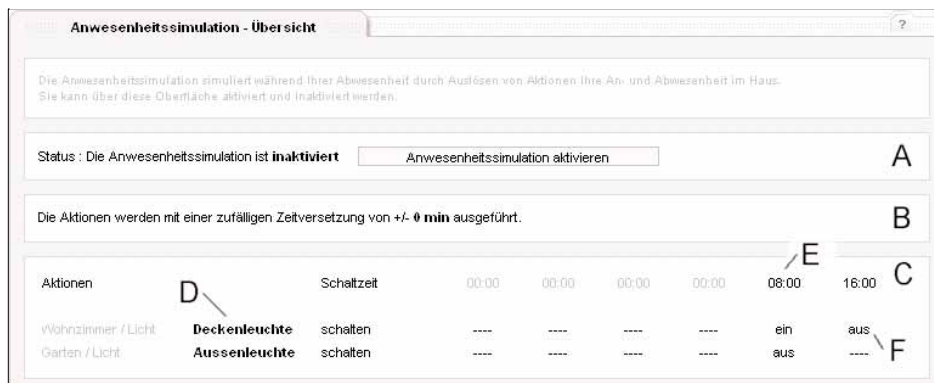 Anwesenheitssimulation - Übersicht ?
Die Anwesenheitssimulation simuliert während Ihrer Abwesenheit durch Auslösen von Aktionen Ihre An- und Abwesenheit im Haus.
Sie kann über diese Oberfläche aktiviert und inaktiviert werden.
Status : Die Anwesenheitssimulation ist inaktiviert Anwesenheitssimulation aktivieren A
Die Aktionen werden mit einer zufälligen Zeitversetzung von +/- 0 min ausgeführt. B
E
Aktionen Schaltzeit 00:00 00:00 00:00 00:00 08:00 16:00 C
D
Wohnzimmer / Licht Deckenleuchte schalten ---- ---- ---- ---- ein aus
Garten / Licht Aussenleuchte schalten ---- ---- ---- ---- aus ---- F